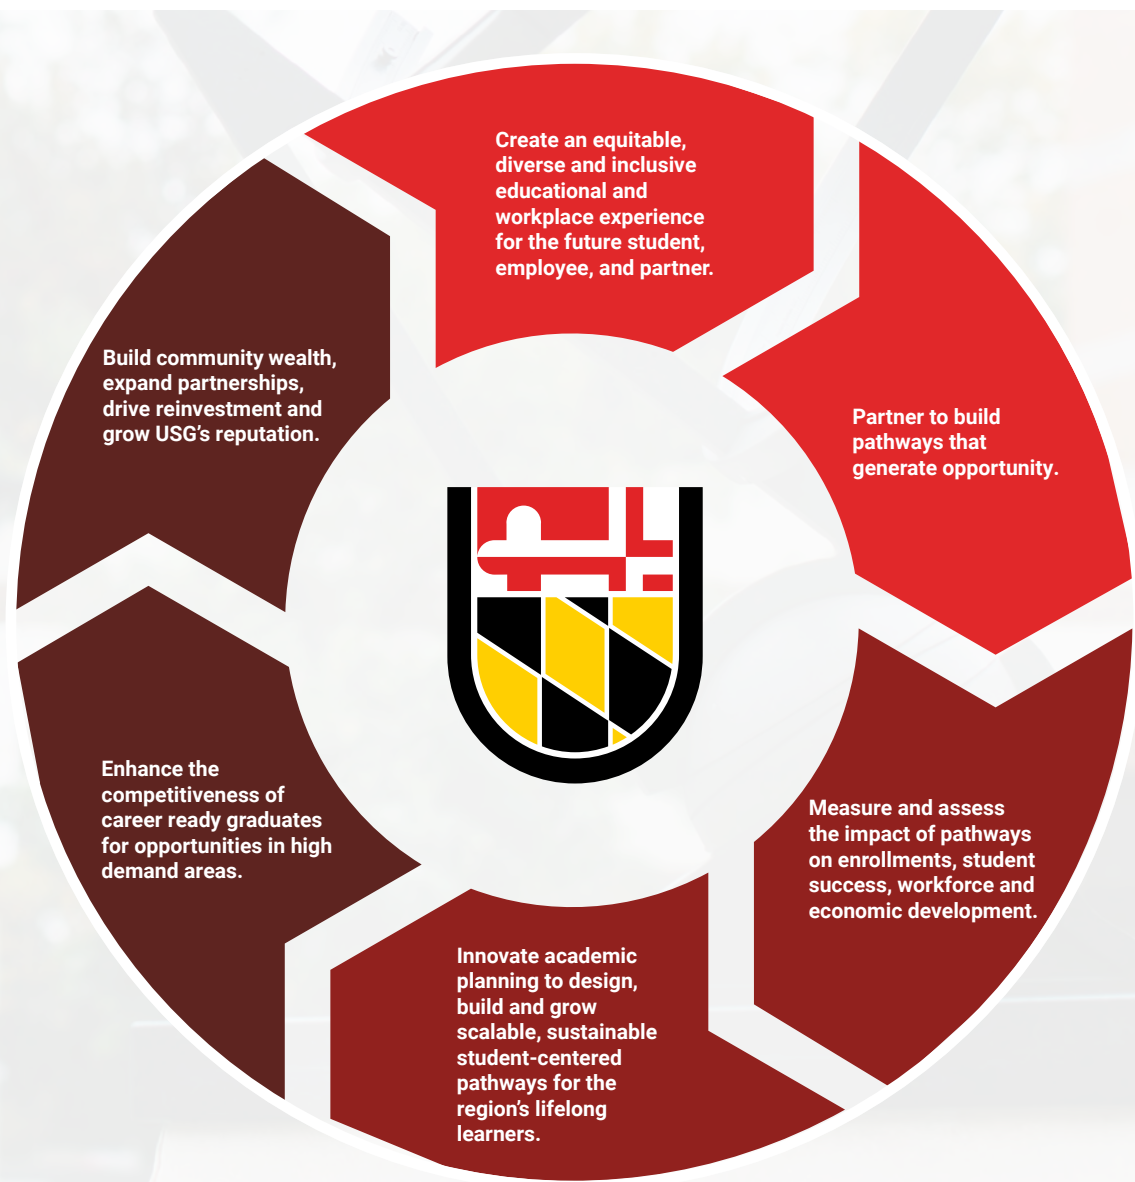 Create an equitable,
diverse and inclusive
educational and
workplace experience
for the future student,
employee, and partner.
Partner to build
pathways that
generate opportunity.
Measure and assess
the impact of pathways
on enrollments, student
success, workforce and
economic development.
Innovate academic
planning to design,
build and grow
scalable, sustainable
student-centered
pathways for the
region’s lifelong
learners.
Enhance the
competitiveness of
career ready graduates
for opportunities in high
demand areas.
Build community wealth,
expand partnerships,
drive reinvestment and
grow USG’s reputation.